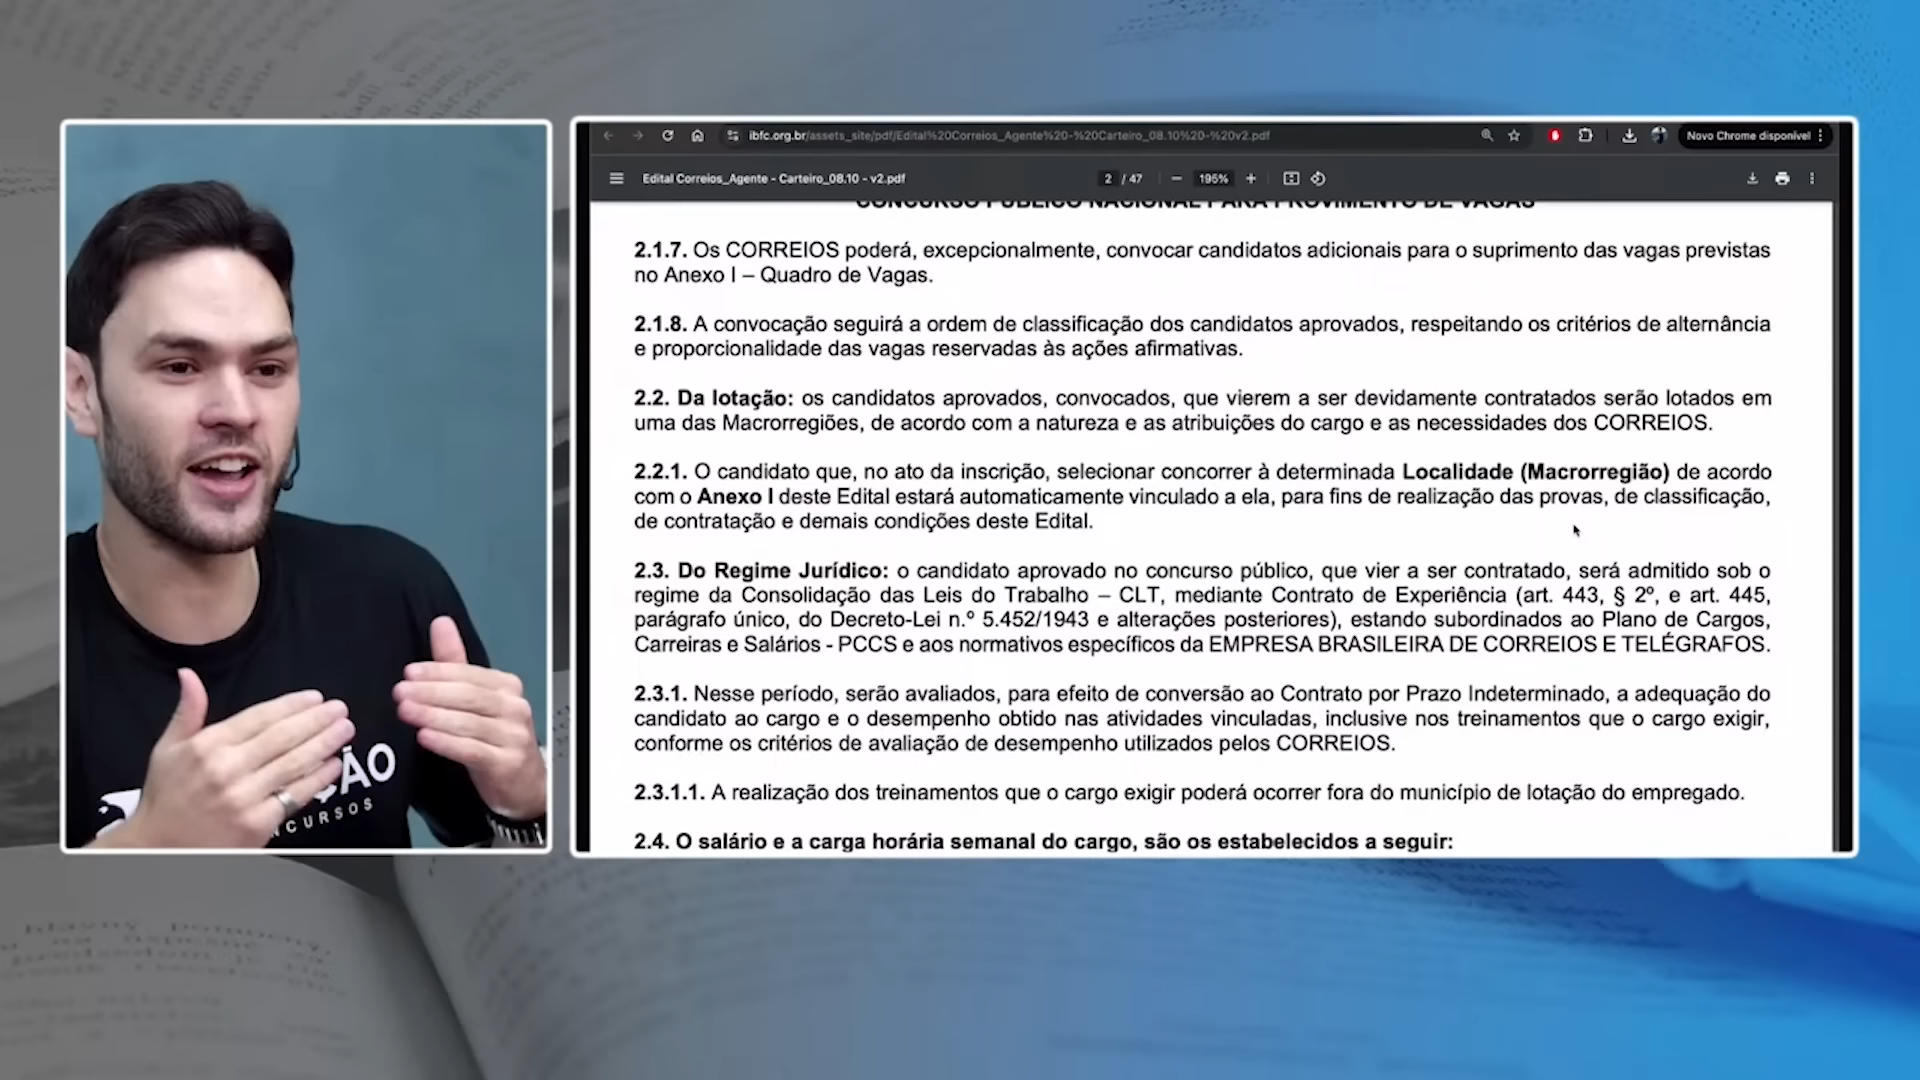 ibfc.org.br/assets_site/pdf/Edital%20Correios_Agente%20-%20Carteiro_08.10%20-%20v2.pdf
Novo Chrome disponível
Edital Correios_Agente - Carteiro_08.10 - v2.pdf
2 / 47
195%
CONCURSO PÚBLICO NACIONAL PARA PROVIMENTO DE VAGAS
2.1.7. Os CORREIOS poderá, excepcionalmente, convocar candidatos adicionais para o suprimento das vagas previstas
no Anexo I – Quadro de Vagas.
2.1.8. A convocação seguirá a ordem de classificação dos candidatos aprovados, respeitando os critérios de alternância
e proporcionalidade das vagas reservadas às ações afirmativas.
2.2. Da lotação: os candidatos aprovados, convocados, que vierem a ser devidamente contratados serão lotados em
uma das Macrorregiões, de acordo com a natureza e as atribuições do cargo e as necessidades dos CORREIOS.
2.2.1. O candidato que, no ato da inscrição, selecionar concorrer à determinada Localidade (Macrorregião) de acordo
com o Anexo I deste Edital estará automaticamente vinculado a ela, para fins de realização das provas, de classificação,
de contratação e demais condições deste Edital.
2.3. Do Regime Jurídico: o candidato aprovado no concurso público, que vier a ser contratado, será admitido sob o
regime da Consolidação das Leis do Trabalho – CLT, mediante Contrato de Experiência (art. 443, § 2º, e art. 445,
parágrafo único, do Decreto-Lei n.º 5.452/1943 e alterações posteriores), estando subordinados ao Plano de Cargos,
Carreiras e Salários - PCCS e aos normativos específicos da EMPRESA BRASILEIRA DE CORREIOS E TELÉGRAFOS.
2.3.1. Nesse período, serão avaliados, para efeito de conversão ao Contrato por Prazo Indeterminado, a adequação do
candidato ao cargo e o desempenho obtido nas atividades vinculadas, inclusive nos treinamentos que o cargo exigir,
conforme os critérios de avaliação de desempenho utilizados pelos CORREIOS.
2.3.1.1. A realização dos treinamentos que o cargo exigir poderá ocorrer fora do município de lotação do empregado.
2.4. O salário e a carga horária semanal do cargo, são os estabelecidos a seguir: